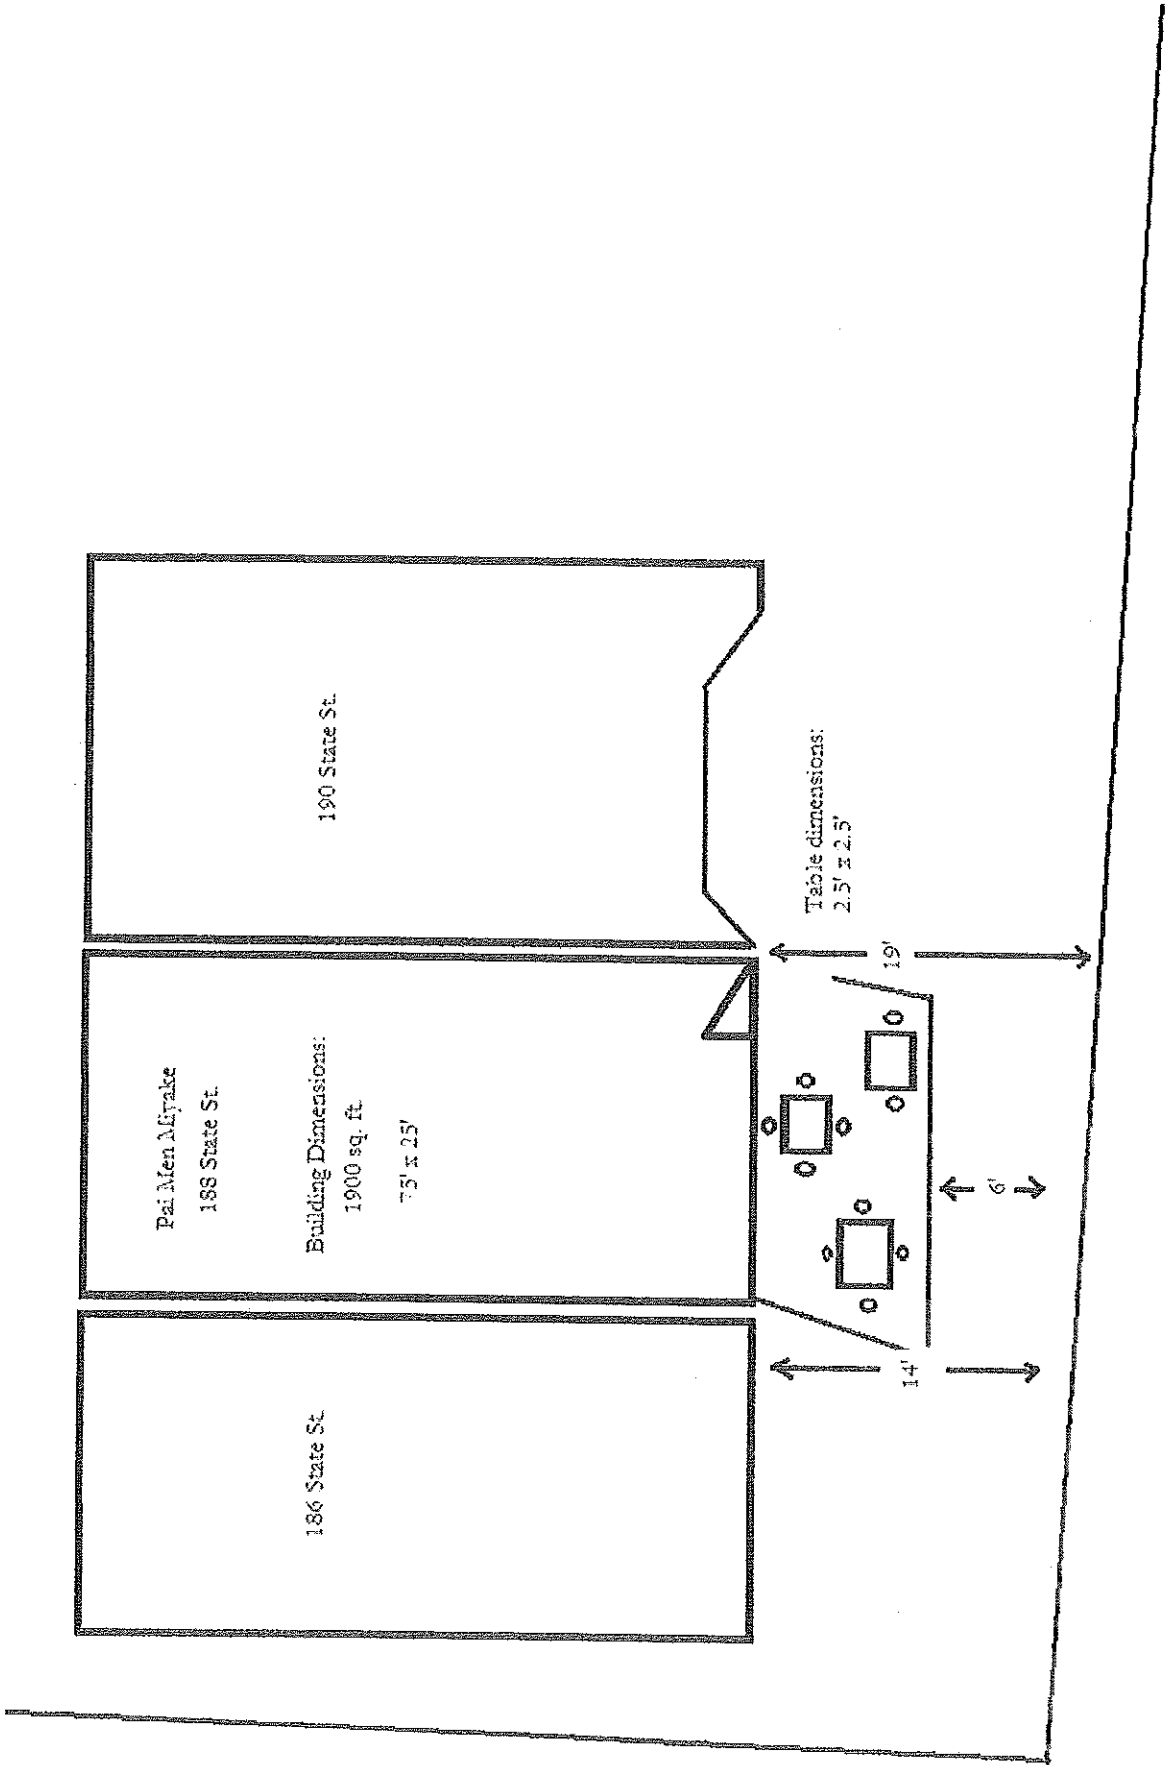 186 State St.
Pai Men Miyake
188 State St.
Building Dimensions:
1900 sq. ft.
75' x 25'
190 State St.
14'
6'
19'
Table dimensions:
2.5' x 2.5'